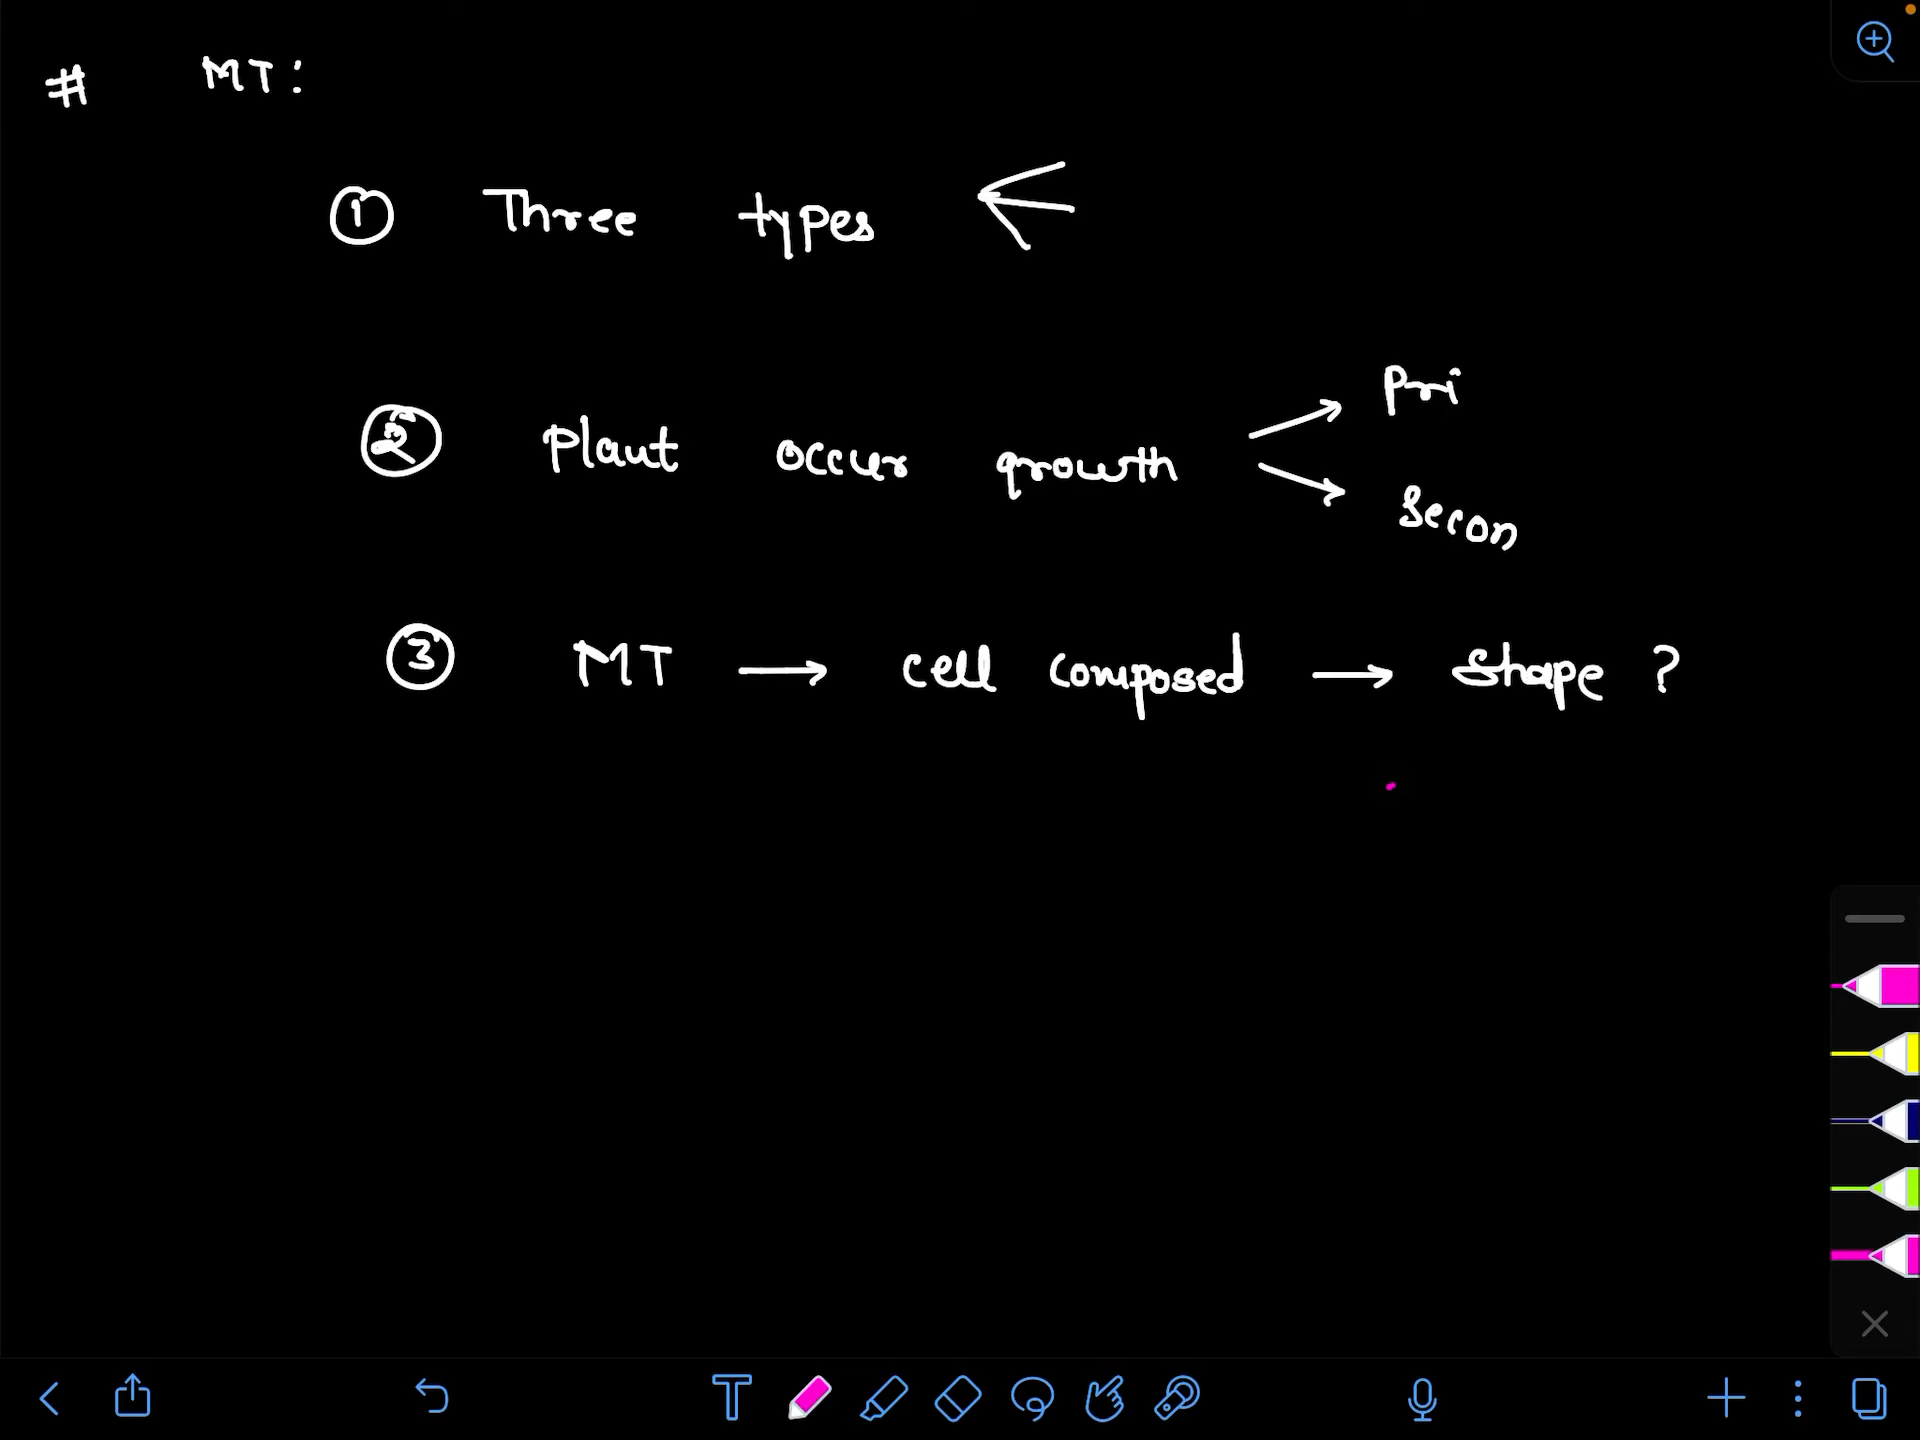 # MT:
① Three types
② Plant occur growth → Pri
→ Secon
③ MT → cell composed → Shape ?